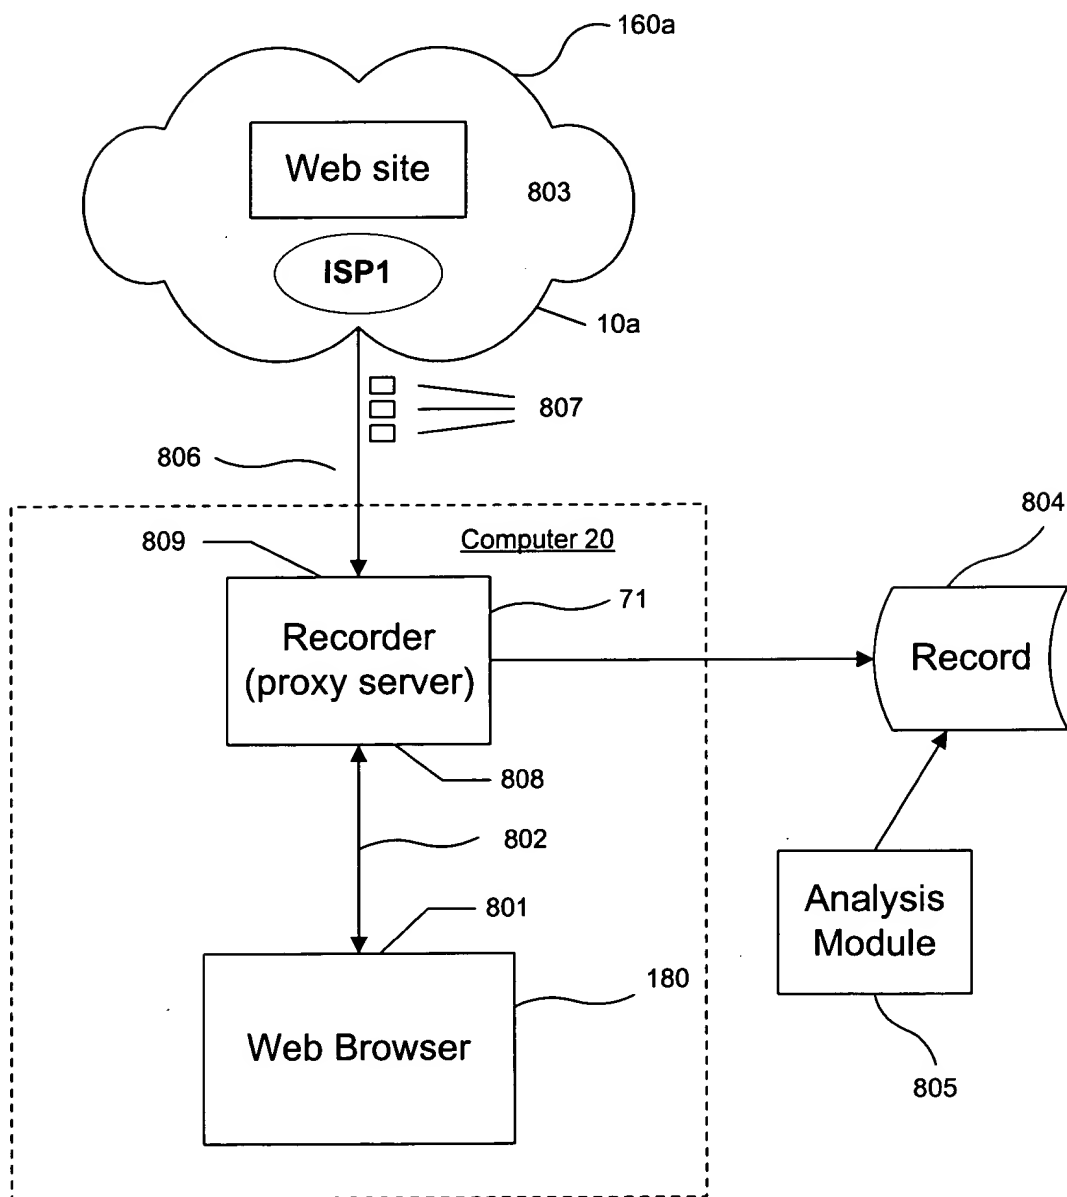 160a
Web site
803
ISP1
10a
807
806
804
809
Computer 20
71
Recorder
(proxy server)
Record
808
802
801
Analysis
Module
180
Web Browser
805